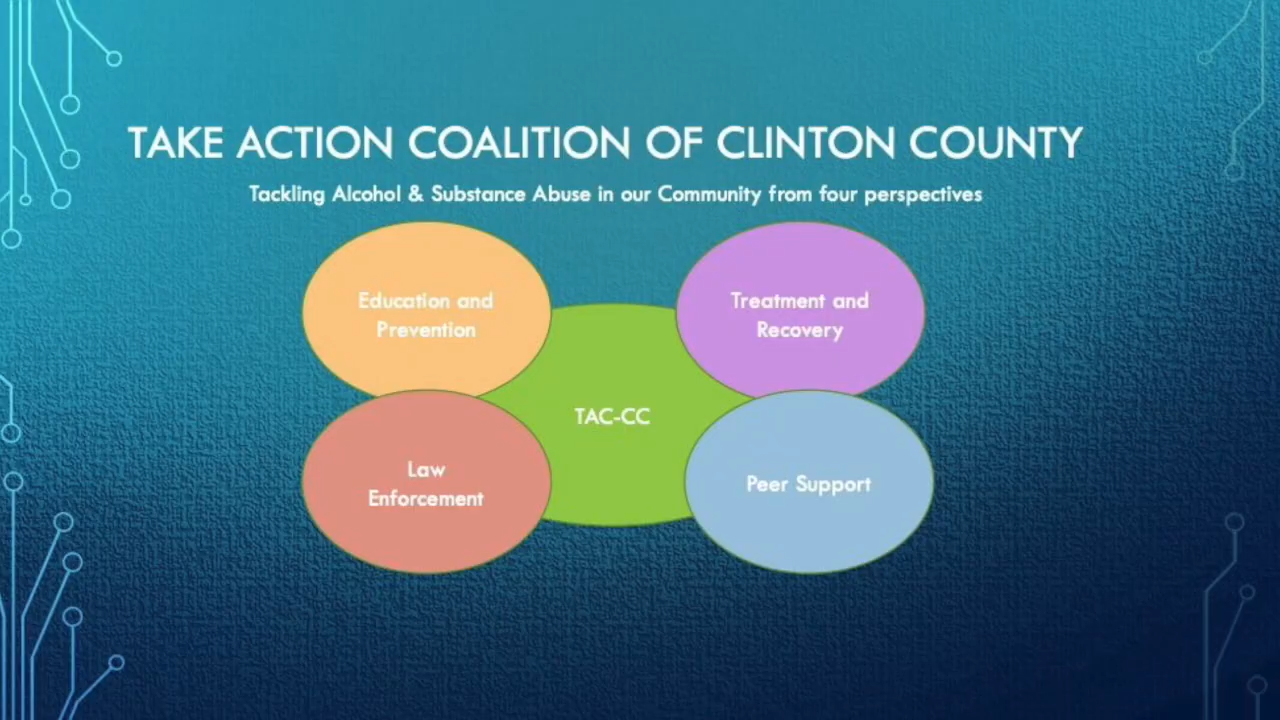 TAKE ACTION COALITION OF CLINTON COUNTY
Tackling Alcohol & Substance Abuse in our Community from four perspectives
Education and
Prevention
Treatment and
Recovery
TAC-CC
Law
Enforcement
Peer Support